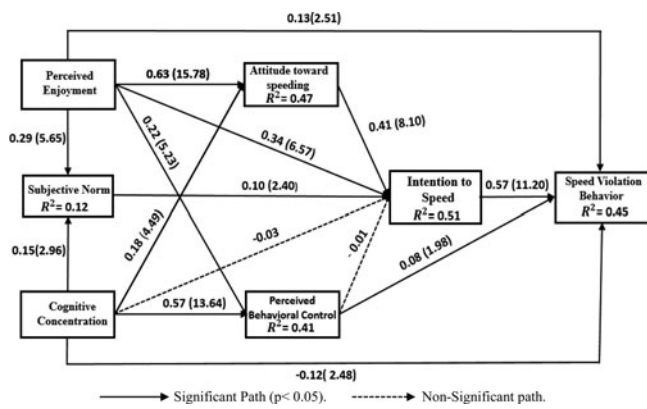 0.13(2.51)
Perceived
Enjoyment
0.63 (15.78)
Attitude toward
speeding
R² = 0.47
0.29 (5.65)
0.22 (5.23)
0.34 (6.57)
0.41 (8.10)
Subjective Norm
R² = 0.12
0.10 (2.40)
Intention to
Speed
R² = 0.51
0.57 (11.20)
Speed Violation
Behavior
R² = 0.45
0.15(2.96)
0.18 (4.49)
-0.03
-0.01
0.08 (1.98)
Cognitive
Concentration
0.57 (13.64)
Perceived
Behavioral Control
R² = 0.41
-0.12( 2.48)
Significant Path (p< 0.05).
Non-Significant path.